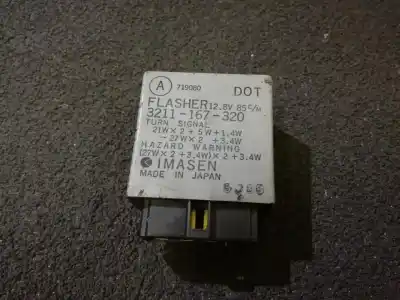 A 719080 DOT
FLASHER 12.8V 85C/M
3211-167-320
TURN SIGNAL
21W×2+5W+1.4W
-27W×2 +3.4W
HAZARD WARNING
(27W×2+3.4W)×2+3.4W
IMASEN
MADE IN JAPAN